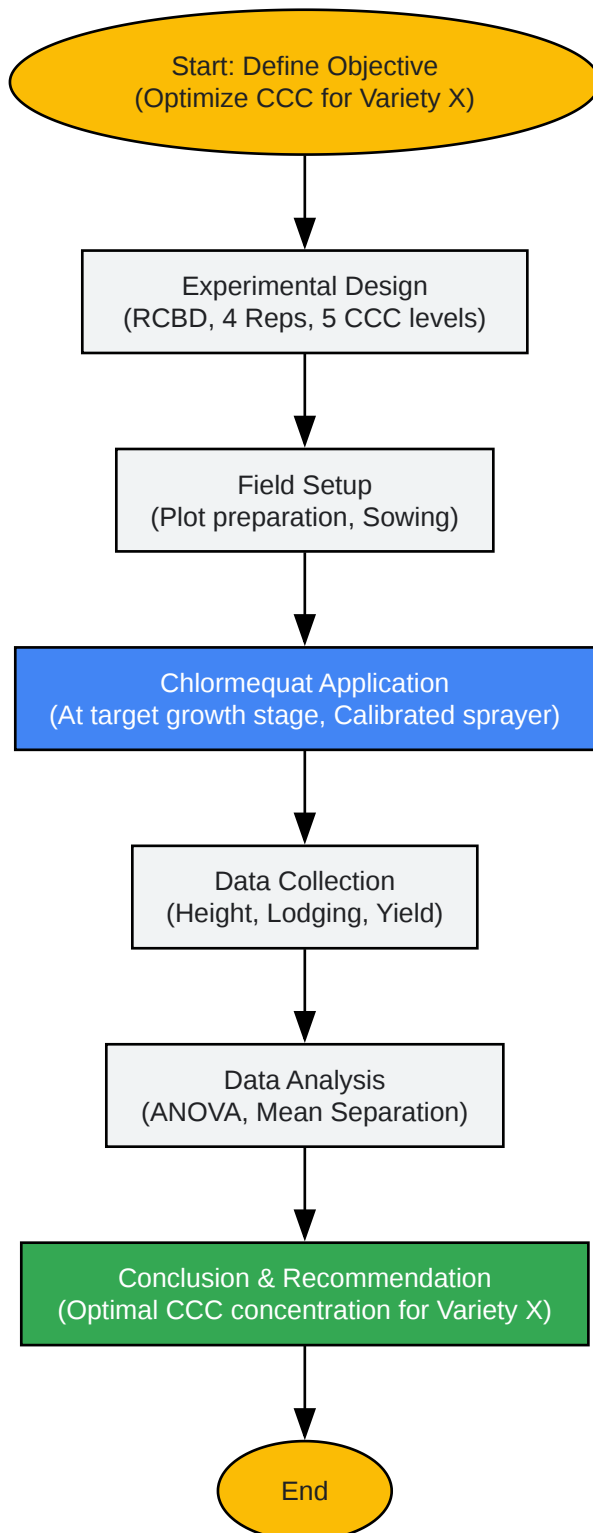 Start: Define Objective
(Optimize CCC for Variety X)
Experimental Design
(RCBD, 4 Reps, 5 CCC levels)
Field Setup
(Plot preparation, Sowing)
Chlormequat Application
(At target growth stage, Calibrated sprayer)
Data Collection
(Height, Lodging, Yield)
Data Analysis
(ANOVA, Mean Separation)
Conclusion & Recommendation
(Optimal CCC concentration for Variety X)
End